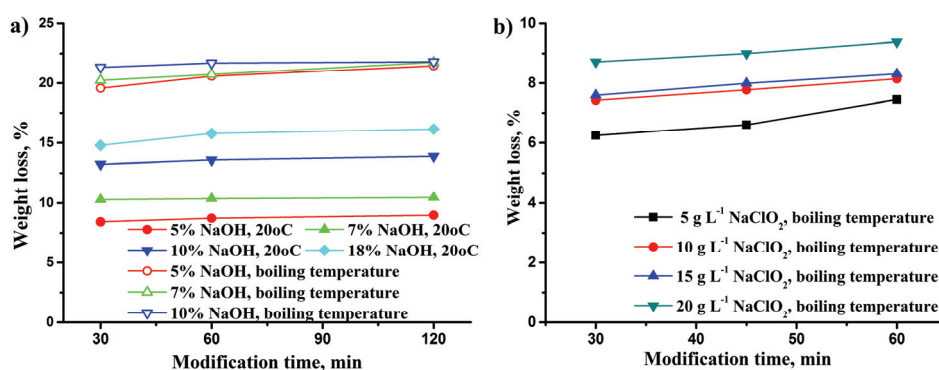 a)
Weight loss, %
25
20
15
10
5
0
5% NaOH, 20oC 7% NaOH, 20oC
10% NaOH, 20oC 18% NaOH, 20oC
5% NaOH, boiling temperature
7% NaOH, boiling temperature
10% NaOH, boiling temperature
30 60 90 120
Modification time, min
b)
Weight loss, %
10
8
6
4
2
0
5 g L⁻¹ NaClO₂, boiling temperature
10 g L⁻¹ NaClO₂, boiling temperature
15 g L⁻¹ NaClO₂, boiling temperature
20 g L⁻¹ NaClO₂, boiling temperature
30 40 50 60
Modification time, min